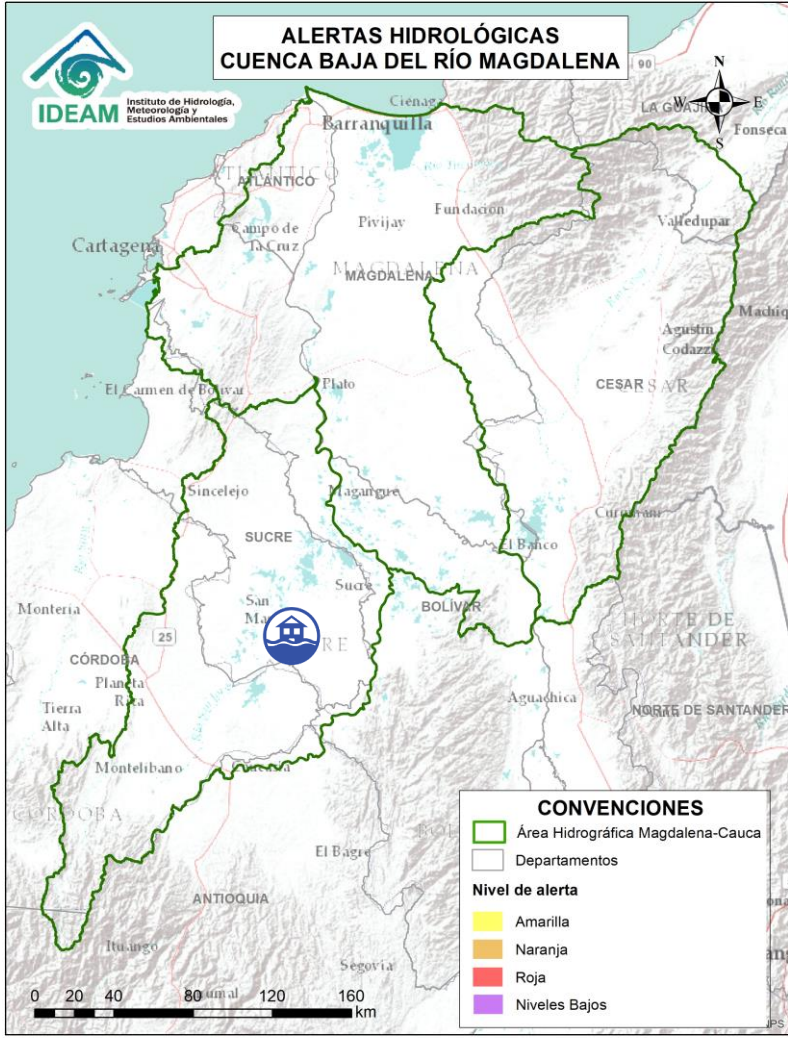 ALERTAS HIDROLÓGICAS
CUENCA BAJA DEL RÍO MAGDALENA
IDEAM
Instituto de Hidrología,
Meteorología y
Estudios Ambientales
N
W
E
S
90
Ciénaga
LA GUAJIRA
Barranquilla
Fonseca
ATLÁNTICO
ATLÁNTICO
Pivijay
Fundación
Valledupar
Campo de
la Cruz
Cartagena
MAGDALENA
MAGDALENA
Machiq
Agustín
Codazzi
El Carmen de Bolívar
Plato
CESAR
CESAR
Sincelejo
Magangué
Curumaní
SUCRE
El Banco
Sucre
San
BOLÍVAR
NORTE DE
SANTANDER
Montería
25
CÓRDOBA
Planeta
Rica
Aguachica
NORTE DE SANTANDER
Tierra
Alta
Montelibano
CÓRDOBA
El Bagre
ANTIOQUIA
Ituango
Segovia
0 20 40 80 120 160
km
CONVENCIONES
Área Hidrográfica Magdalena-Cauca
Departamentos
Nivel de alerta
Amarilla
Naranja
Roja
Niveles Bajos